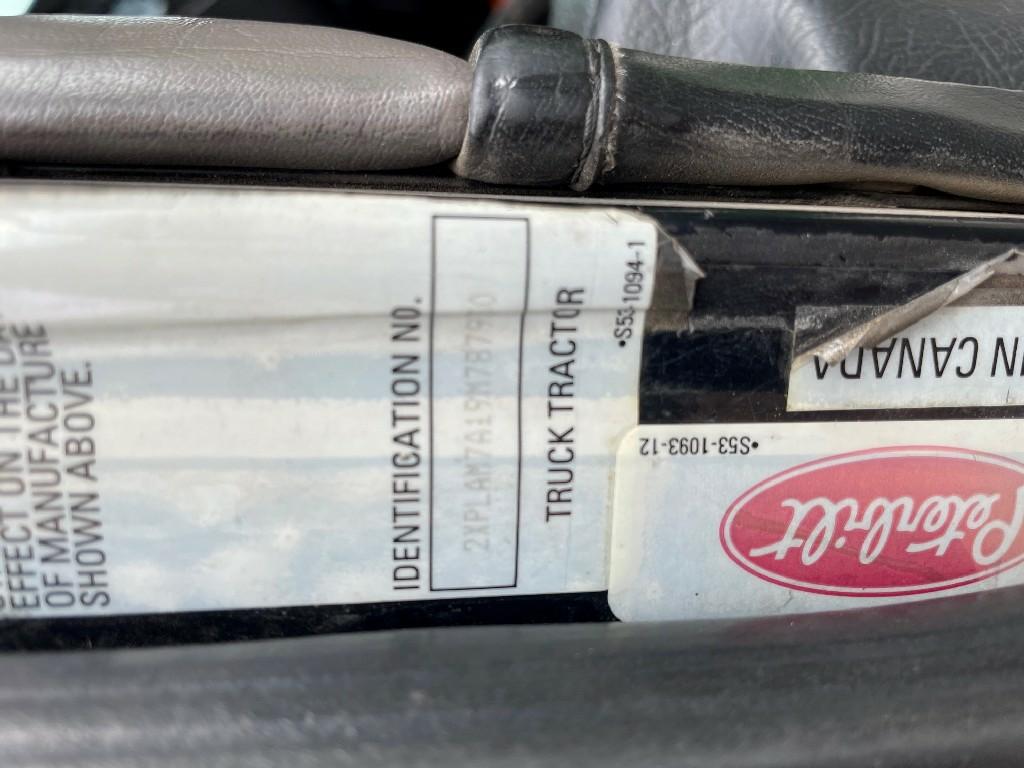 EFFECT ON THE
OF MANUFACTURE
SHOWN ABOVE.
IDENTIFICATION NO.
TRUCK TRACTOR
•S53-1094-1
IN CANADA
•S53-1093-12
Peterbilt